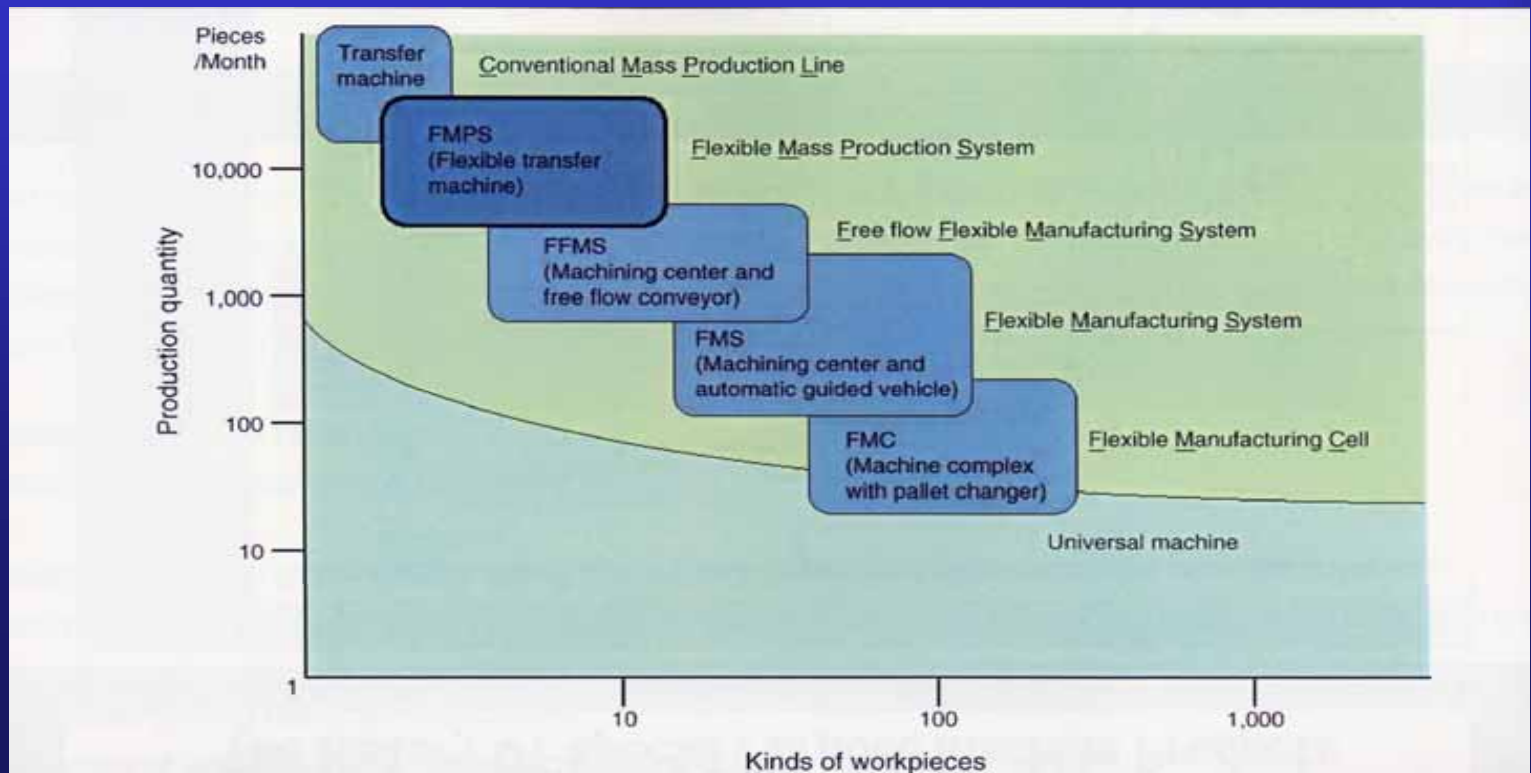 Pieces
/Month
Transfer
machine
Conventional Mass Production Line
FMPS
(Flexible transfer
machine)
Flexible Mass Production System
10,000
FFMS
(Machining center and
free flow conveyor)
Free flow Flexible Manufacturing System
1,000
FMS
(Machining center and
automatic guided vehicle)
Flexible Manufacturing System
100
FMC
(Machine complex
with pallet changer)
Flexible Manufacturing Cell
10
Universal machine
Production quantity
1
10
100
1,000
Kinds of workpieces